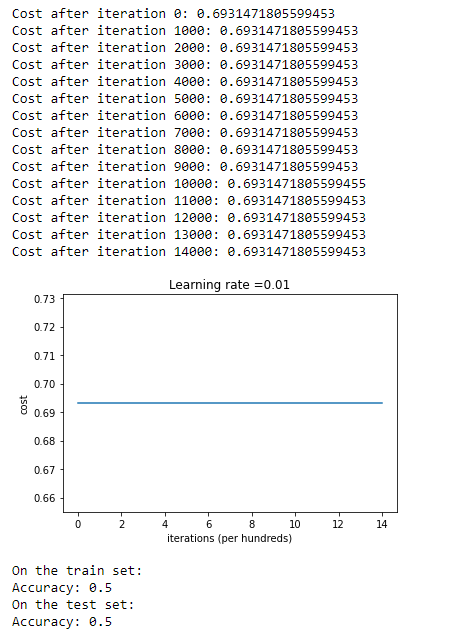 Cost after iteration 0: 0.6931471805599453
Cost after iteration 1000: 0.6931471805599453
Cost after iteration 2000: 0.6931471805599453
Cost after iteration 3000: 0.6931471805599453
Cost after iteration 4000: 0.6931471805599453
Cost after iteration 5000: 0.6931471805599453
Cost after iteration 6000: 0.6931471805599453
Cost after iteration 7000: 0.6931471805599453
Cost after iteration 8000: 0.6931471805599453
Cost after iteration 9000: 0.6931471805599453
Cost after iteration 10000: 0.6931471805599455
Cost after iteration 11000: 0.6931471805599453
Cost after iteration 12000: 0.6931471805599453
Cost after iteration 13000: 0.6931471805599453
Cost after iteration 14000: 0.6931471805599453
Learning rate =0.01
0.73
0.72
0.71
0.70
0.69
0.68
0.67
0.66
cost
0 2 4 6 8 10 12 14
iterations (per hundreds)
On the train set:
Accuracy: 0.5
On the test set:
Accuracy: 0.5